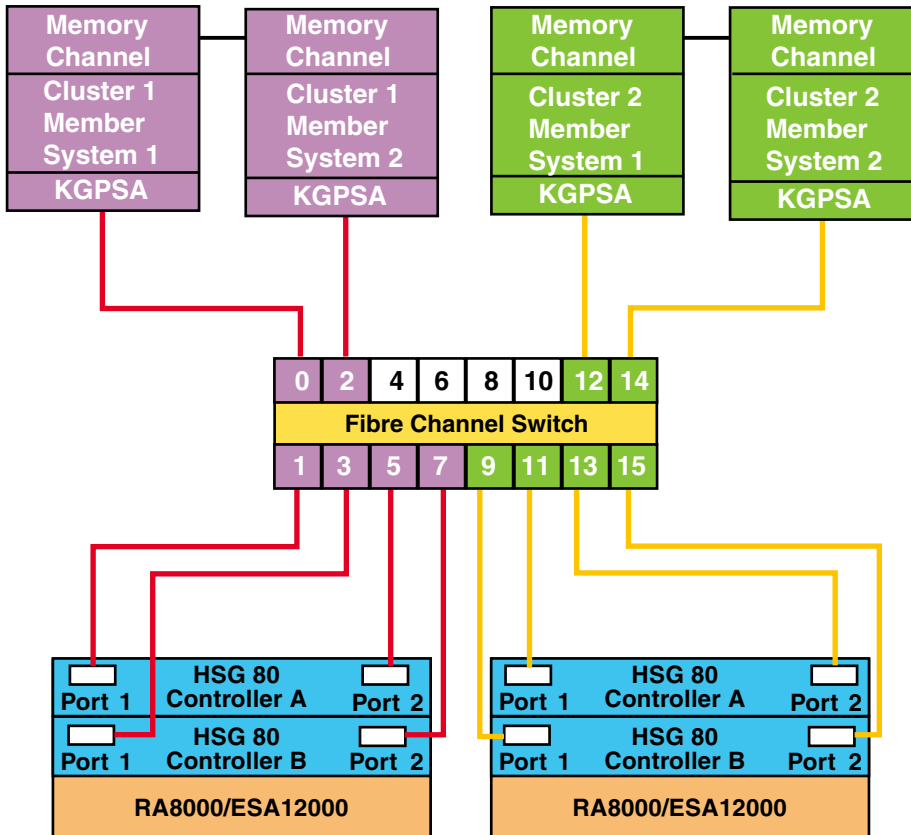 Memory
Channel
Cluster 1
Member
System 1
KGPSA
Memory
Channel
Cluster 1
Member
System 2
KGPSA
Memory
Channel
Cluster 2
Member
System 1
KGPSA
Memory
Channel
Cluster 2
Member
System 2
KGPSA
0 2 4 6 8 10 12 14
Fibre Channel Switch
1 3 5 7 9 11 13 15
HSG 80
Port 1 Controller A Port 2
HSG 80
Port 1 Controller B Port 2
RA8000/ESA12000
HSG 80
Port 1 Controller A Port 2
HSG 80
Port 1 Controller B Port 2
RA8000/ESA12000